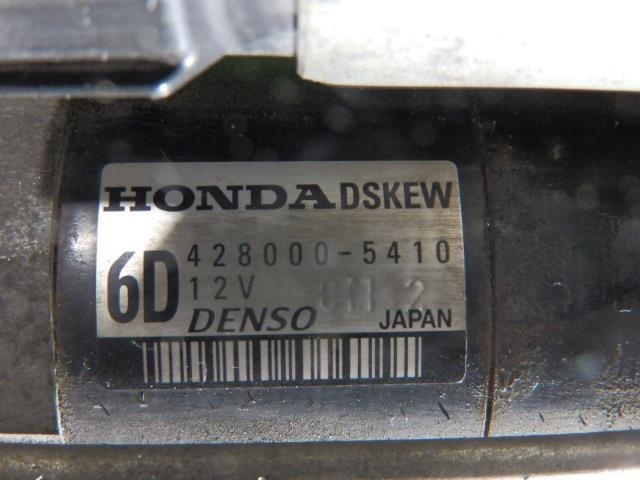 HONDA DSKEW
6D 428000-5410
12V
DENSO JAPAN